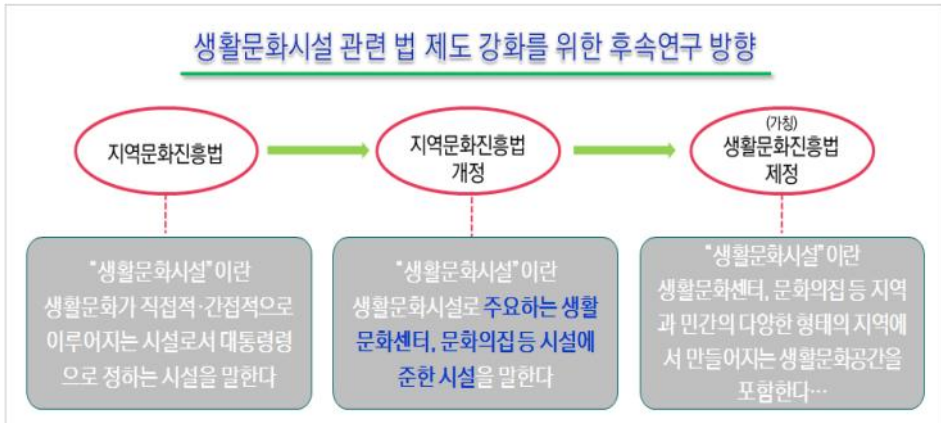 생활문화시설 관련 법 제도 강화를 위한 후속연구 방향
지역문화진흥법
지역문화진흥법
개정
(가칭)
생활문화진흥법
제정
“생활문화시설”이란
생활문화가 직접적·간접적으로
이루어지는 시설로서 대통령령
으로 정하는 시설을 말한다
“생활문화시설”이란
생활문화시설로 주요하는 생활
문화센터, 문화의집 등 시설에
준한 시설을 말한다
“생활문화시설”이란
생활문화센터, 문화의집 등 지역
과 민간의 다양한 형태의 지역에
서 만들어지는 생활문화공간을
포함한다…